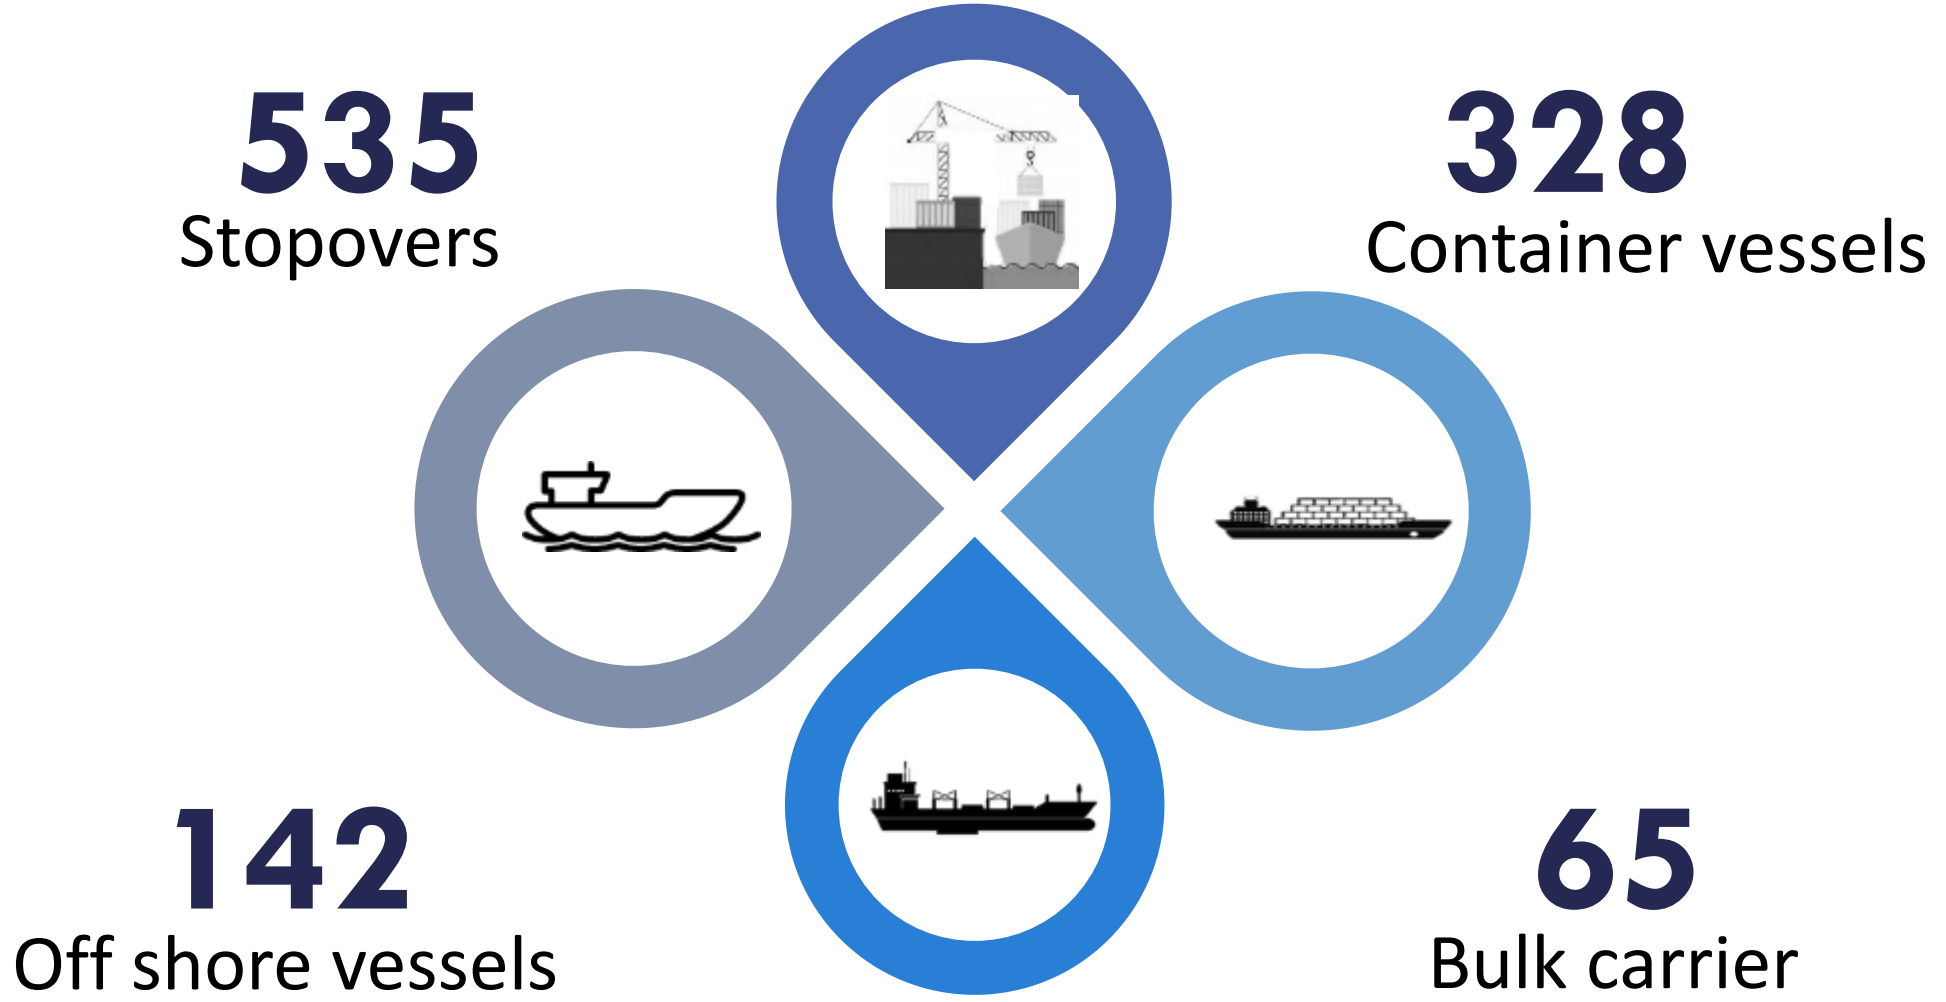 535
Stopovers
328
Container vessels
142
Off shore vessels
65
Bulk carrier